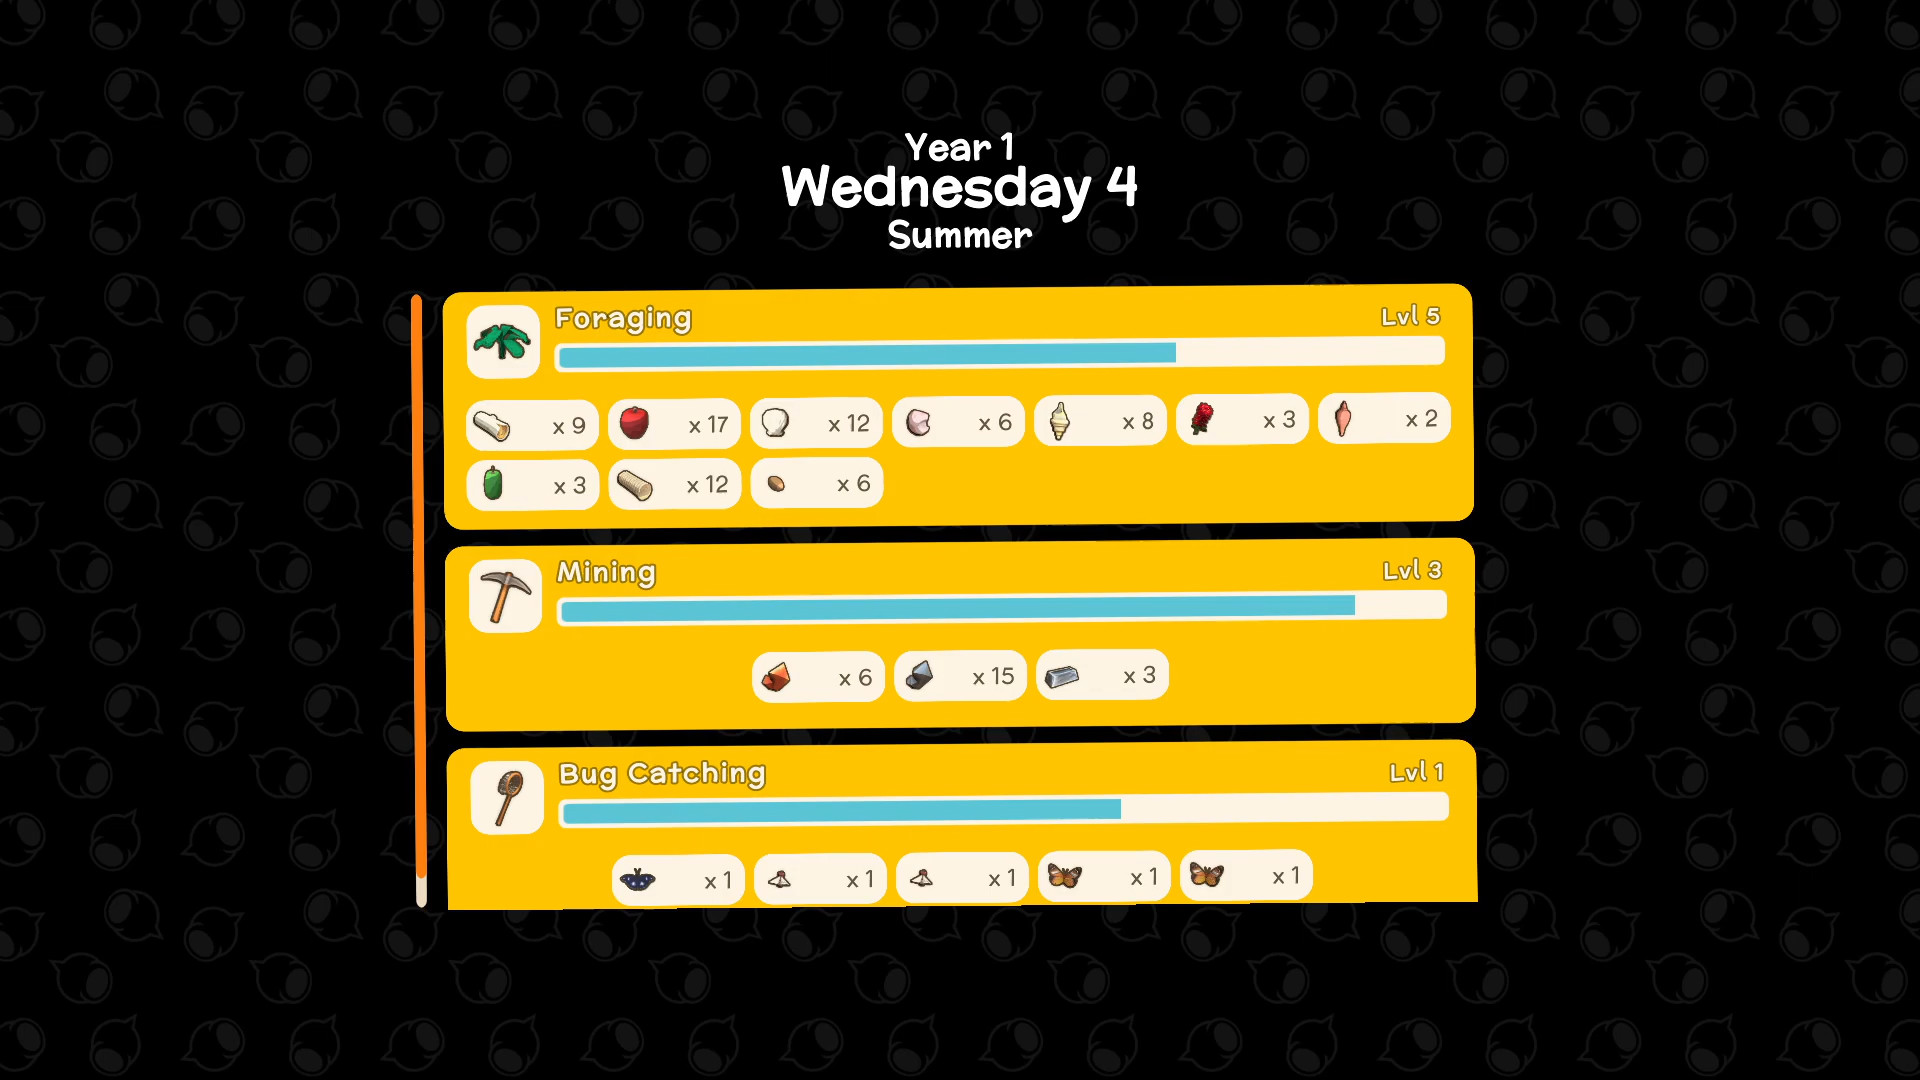 Year 1
Wednesday 4
Summer
Foraging Lvl 5
x 9 x 17 x 12 x 6 x 8 x 3 x 2
x 3 x 12 x 6
Mining Lvl 3
x 6 x 15 x 3
Bug Catching Lvl 1
x 1 x 1 x 1 x 1 x 1